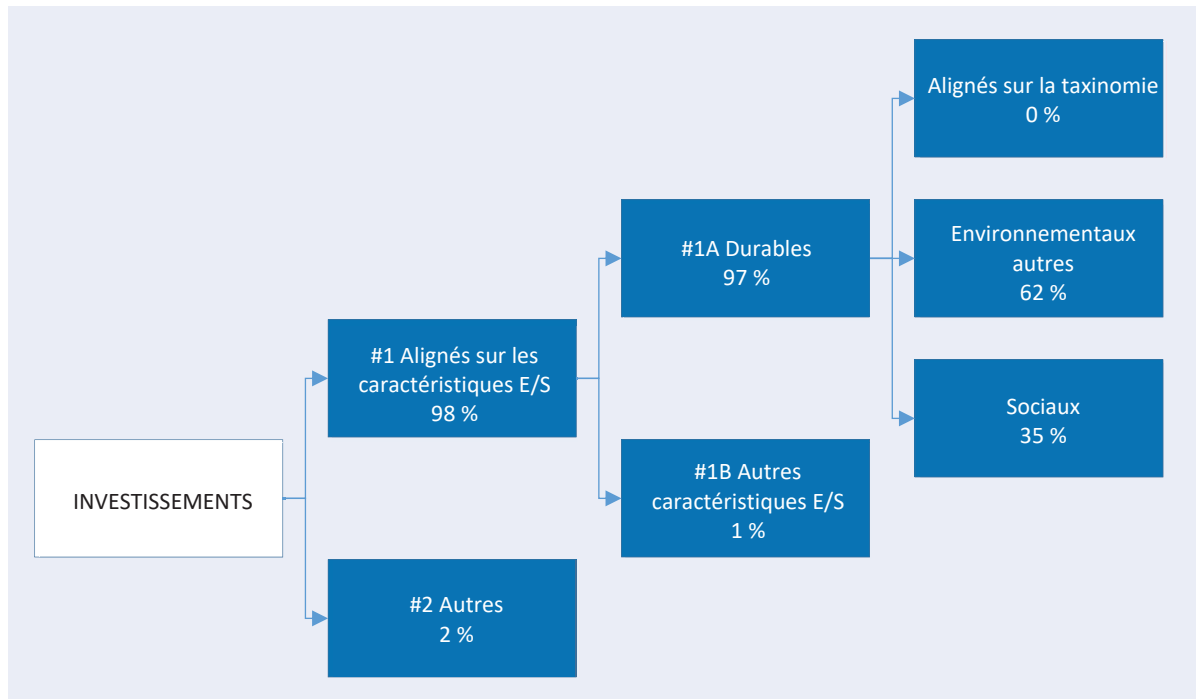 INVESTISSEMENTS
#1 Alignés sur les
caractéristiques E/S
98 %
#2 Autres
2 %
#1A Durables
97 %
#1B Autres
caractéristiques E/S
1 %
Alignés sur la taxinomie
0 %
Environnementaux
autres
62 %
Sociaux
35 %